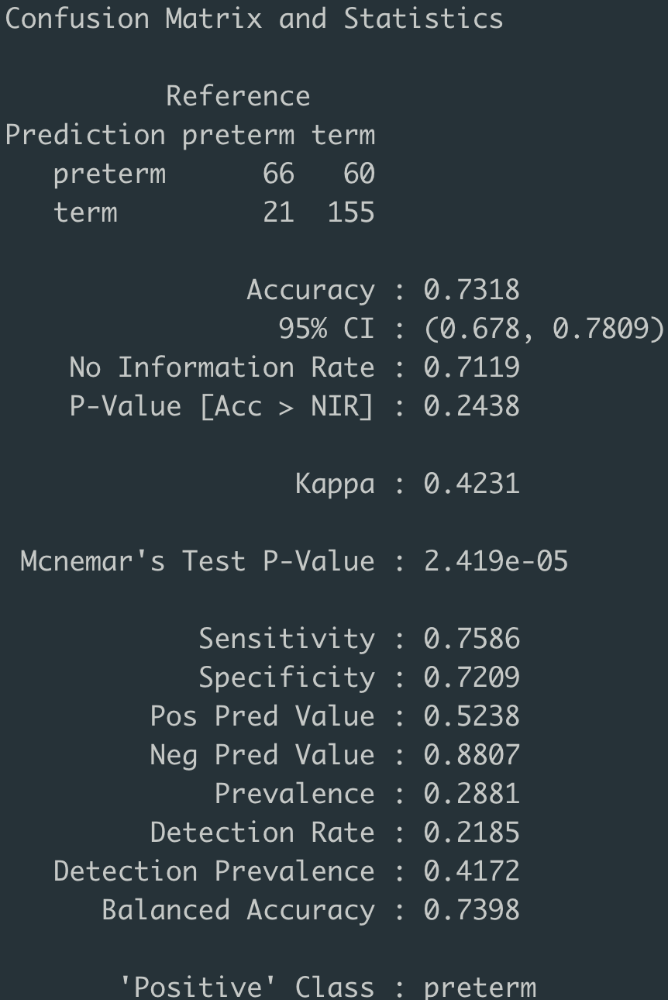 Confusion Matrix and Statistics
Reference
Prediction preterm term
preterm 66 60
term 21 155
Accuracy : 0.7318
95% CI : (0.678, 0.7809)
No Information Rate : 0.7119
P-Value [Acc > NIR] : 0.2438
Kappa : 0.4231
Mcnemar's Test P-Value : 2.419e-05
Sensitivity : 0.7586
Specificity : 0.7209
Pos Pred Value : 0.5238
Neg Pred Value : 0.8807
Prevalence : 0.2881
Detection Rate : 0.2185
Detection Prevalence : 0.4172
Balanced Accuracy : 0.7398
'Positive' Class : preterm